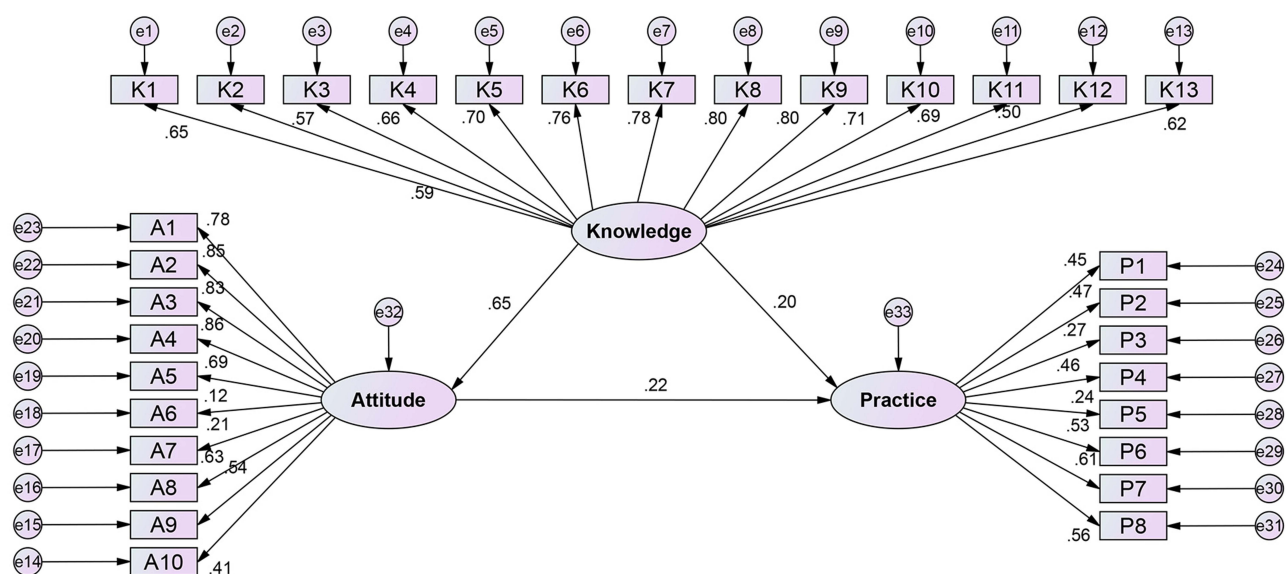 e1 e2 e3 e4 e5 e6 e7 e8 e9 e10 e11 e12 e13
K1 K2 K3 K4 K5 K6 K7 K8 K9 K10 K11 K12 K13
.65 .57 .66 .70 .76 .78 .80 .80 .71 .69 .50 .62
.59
Knowledge
.65 .20
e23 A1 .78
e22 A2 .85
e21 A3 .83
e20 A4 .86
e19 A5 .69
e18 A6 .12
e17 A7 .21
e16 A8 .63 .54
e15 A9
e14 A10 .41
e32
Attitude
.22
e33
Practice
.45 P1 e24
.47 P2 e25
.27 P3 e26
.46 P4 e27
.24 P5 e28
.53 P6 e29
.61 P7 e30
.56 P8 e31